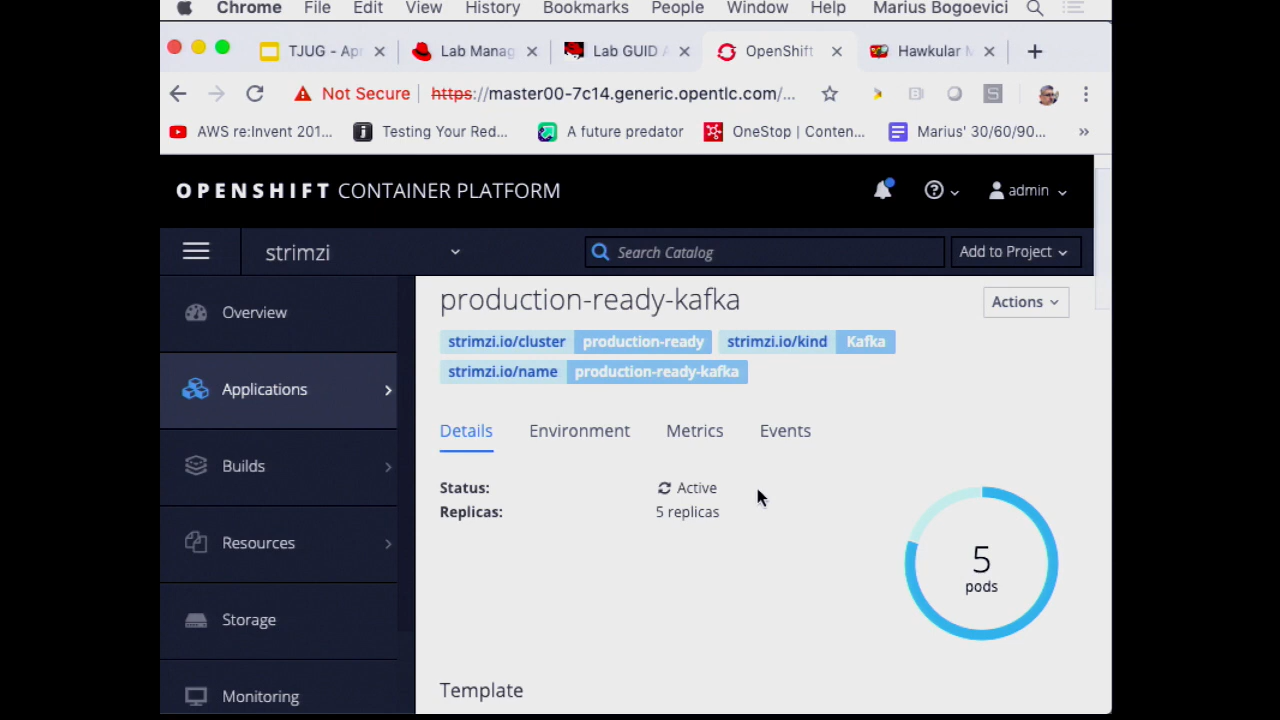 Chrome File Edit View History Bookmarks People Window Help Marius Bogoevici
TJUG - Apr Lab Manag Lab GUID OpenShift Hawkular M
Not Secure https://master00-7c14.generic.opentlc.com/...
AWS re:Invent 201... Testing Your Red... A future predator OneStop | Conten... Marius' 30/60/90... »
OPENSHIFT CONTAINER PLATFORM admin
strimzi Search Catalog Add to Project
production-ready-kafka Actions
strimzi.io/cluster production-ready strimzi.io/kind Kafka
strimzi.io/name production-ready-kafka
Overview
Applications
Builds
Resources
Storage
Monitoring
Details Environment Metrics Events
Status: Active
Replicas: 5 replicas
5
pods
Template